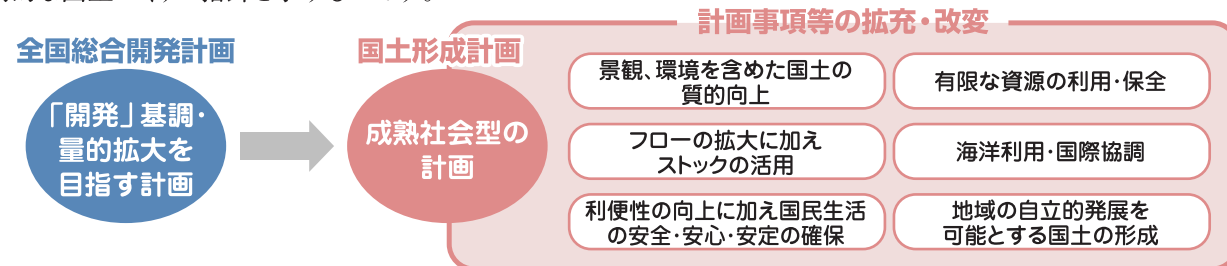 全国総合開発計画
「開発」基調・
量的拡大を
目指す計画
国土形成計画
成熟社会型の
計画
計画事項等の拡充・改変
景観、環境を含めた国土の
質的向上
有限な資源の利用・保全
フローの拡大に加え
ストックの活用
海洋利用・国際協調
利便性の向上に加え国民生活
の安全・安心・安定の確保
地域の自立的発展を
可能とする国土の形成